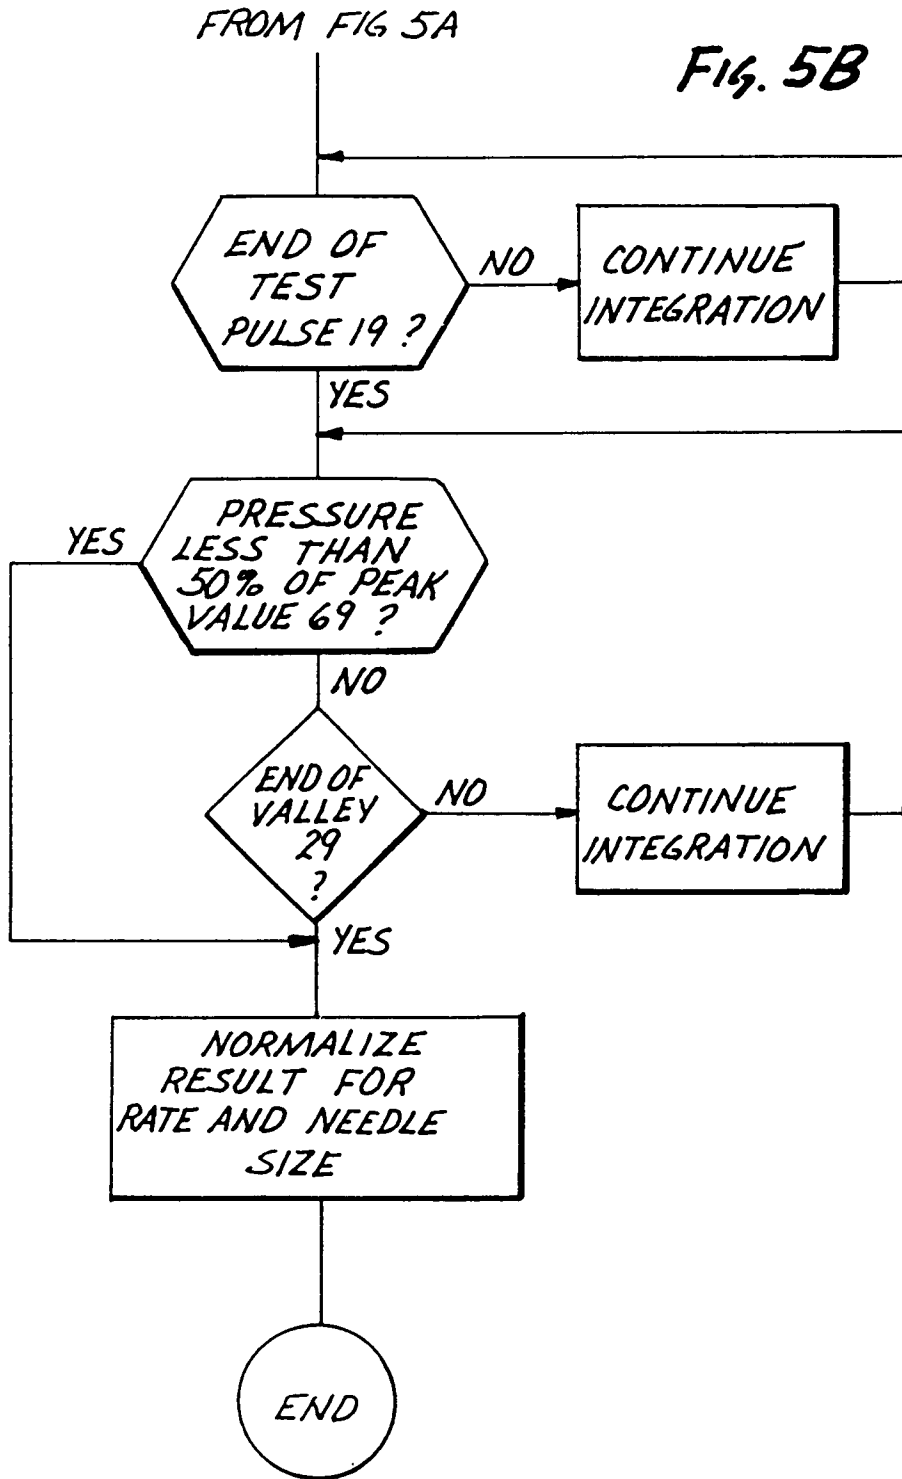 FROM FIG 5A
FIG. 5B
END OF
TEST
PULSE 19 ?
NO
CONTINUE
INTEGRATION
YES
PRESSURE
LESS THAN
50% OF PEAK
VALUE 69 ?
YES
NO
END OF
VALLEY
29
?
NO
CONTINUE
INTEGRATION
YES
NORMALIZE
RESULT FOR
RATE AND NEEDLE
SIZE
END